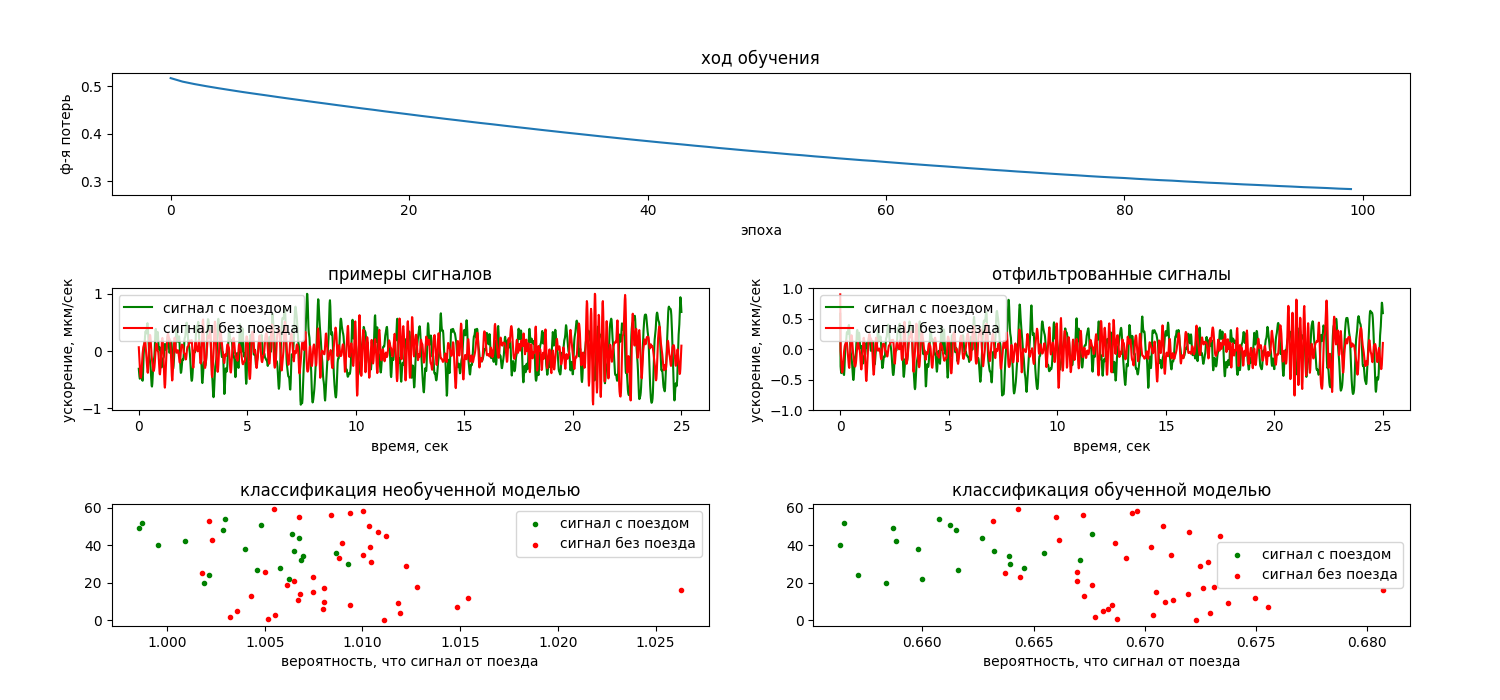 ход обучения
ф-я потерь
0.5
0.4
0.3
0 20 40 60 80 100
эпоха
примеры сигналов
ускорение, мкм/сек
1
0
−1
сигнал с поездом
сигнал без поезда
0 5 10 15 20 25
время, сек
отфильтрованные сигналы
ускорение, мкм/сек
1.0
0.5
0.0
−0.5
−1.0
сигнал с поездом
сигнал без поезда
0 5 10 15 20 25
время, сек
классификация необученной моделью
60
40
20
0
сигнал с поездом
сигнал без поезда
1.000 1.005 1.010 1.015 1.020 1.025
вероятность, что сигнал от поезда
классификация обученной моделью
60
40
20
0
сигнал с поездом
сигнал без поезда
0.660 0.665 0.670 0.675 0.680
вероятность, что сигнал от поезда